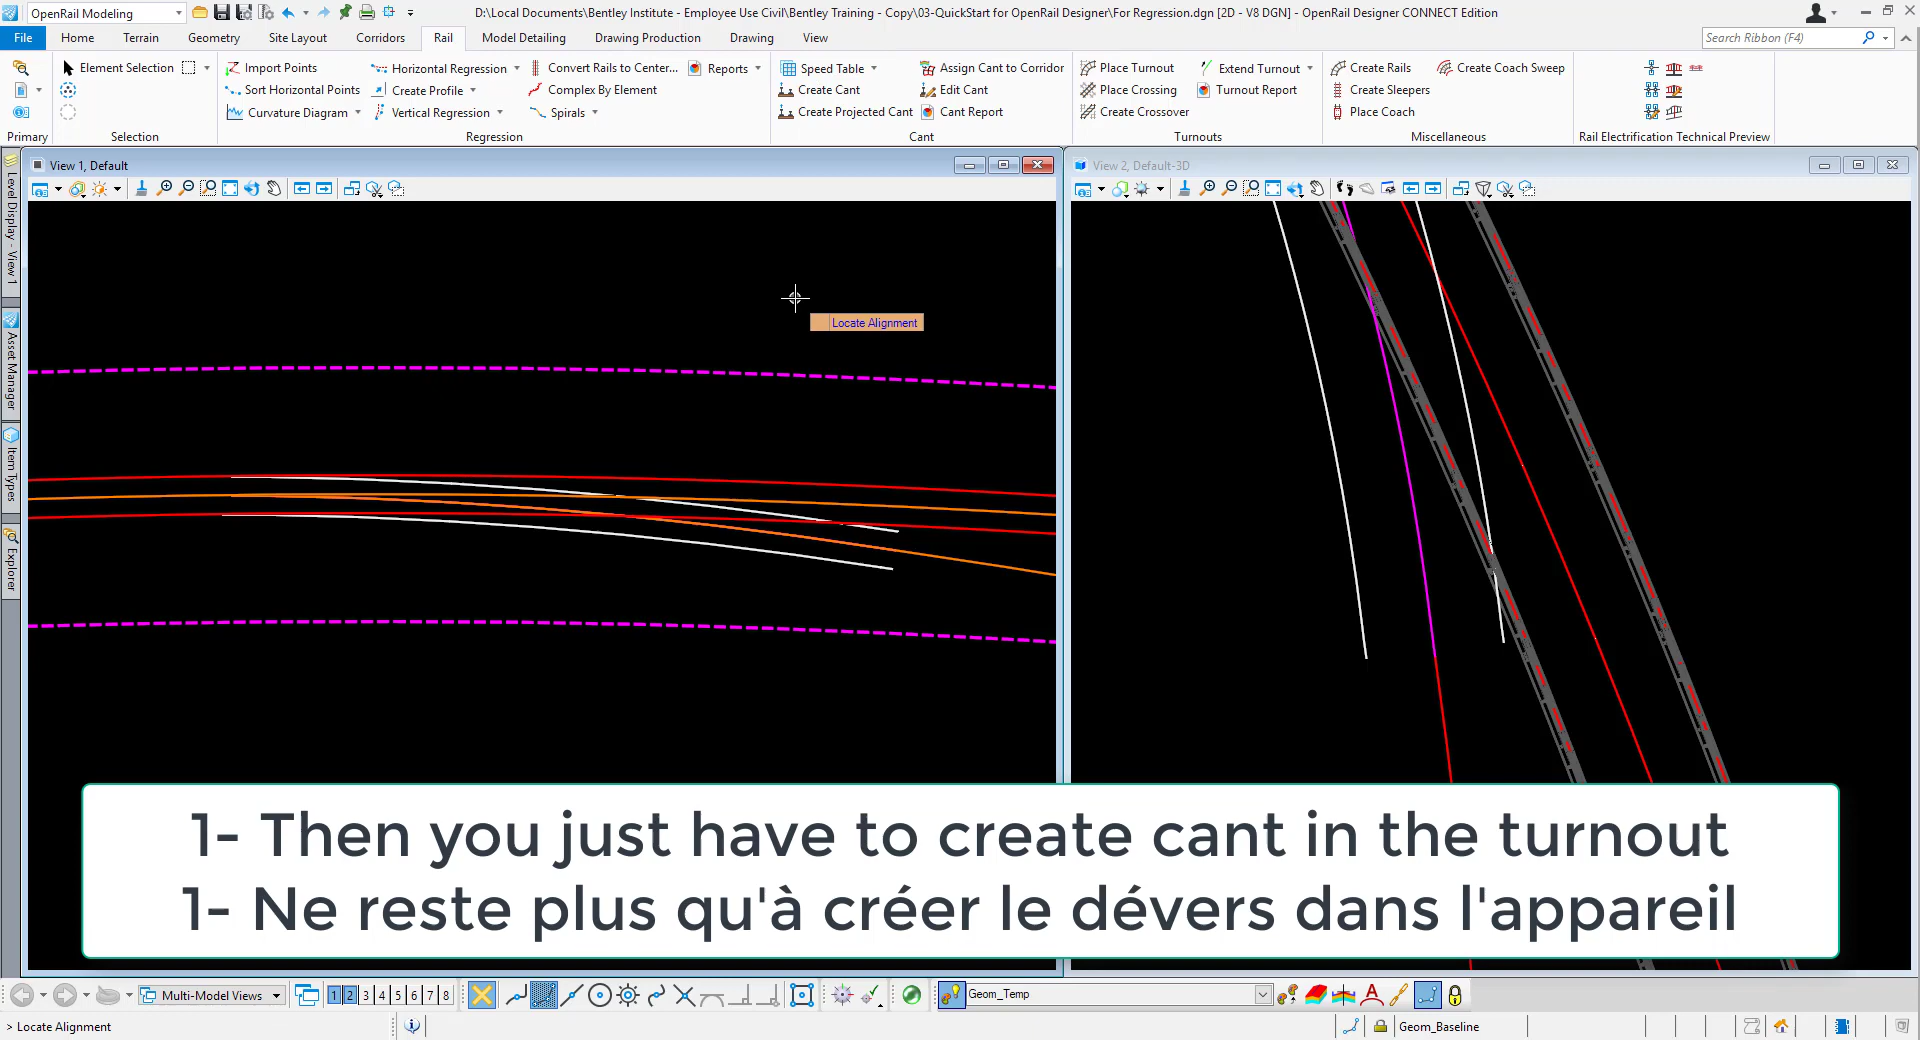 OpenRail Modeling
D:\Local Documents\Bentley Institute - Employee Use Civil\Bentley Training - Copy\03-QuickStart for OpenRail Designer\For Regression.dgn [2D - V8 DGN] - OpenRail Designer CONNECT Edition
File Home Terrain Geometry Site Layout Corridors Rail Model Detailing Drawing Production Drawing View Search Ribbon (F4)
Element Selection Import Points Horizontal Regression Convert Rails to Center... Reports Speed Table Assign Cant to Corridor Place Turnout Extend Turnout Create Rails Create Coach Sweep
Sort Horizontal Points Create Profile Complex By Element Create Cant Edit Cant Place Crossing Turnout Report Create Sleepers
Curvature Diagram Vertical Regression Spirals Create Projected Cant Cant Report Create Crossover Place Coach
Primary Selection Regression Cant Turnouts Miscellaneous Rail Electrification Technical Preview
View 1, Default
View 2, Default-3D
Level Display - View 1
Asset Manager
Item Types
Explorer
Locate Alignment
1- Then you just have to create cant in the turnout
1- Ne reste plus qu'à créer le dévers dans l'appareil
Multi-Model Views 1 2 3 4 5 6 7 8 Geom_Temp
> Locate Alignment Geom_Baseline